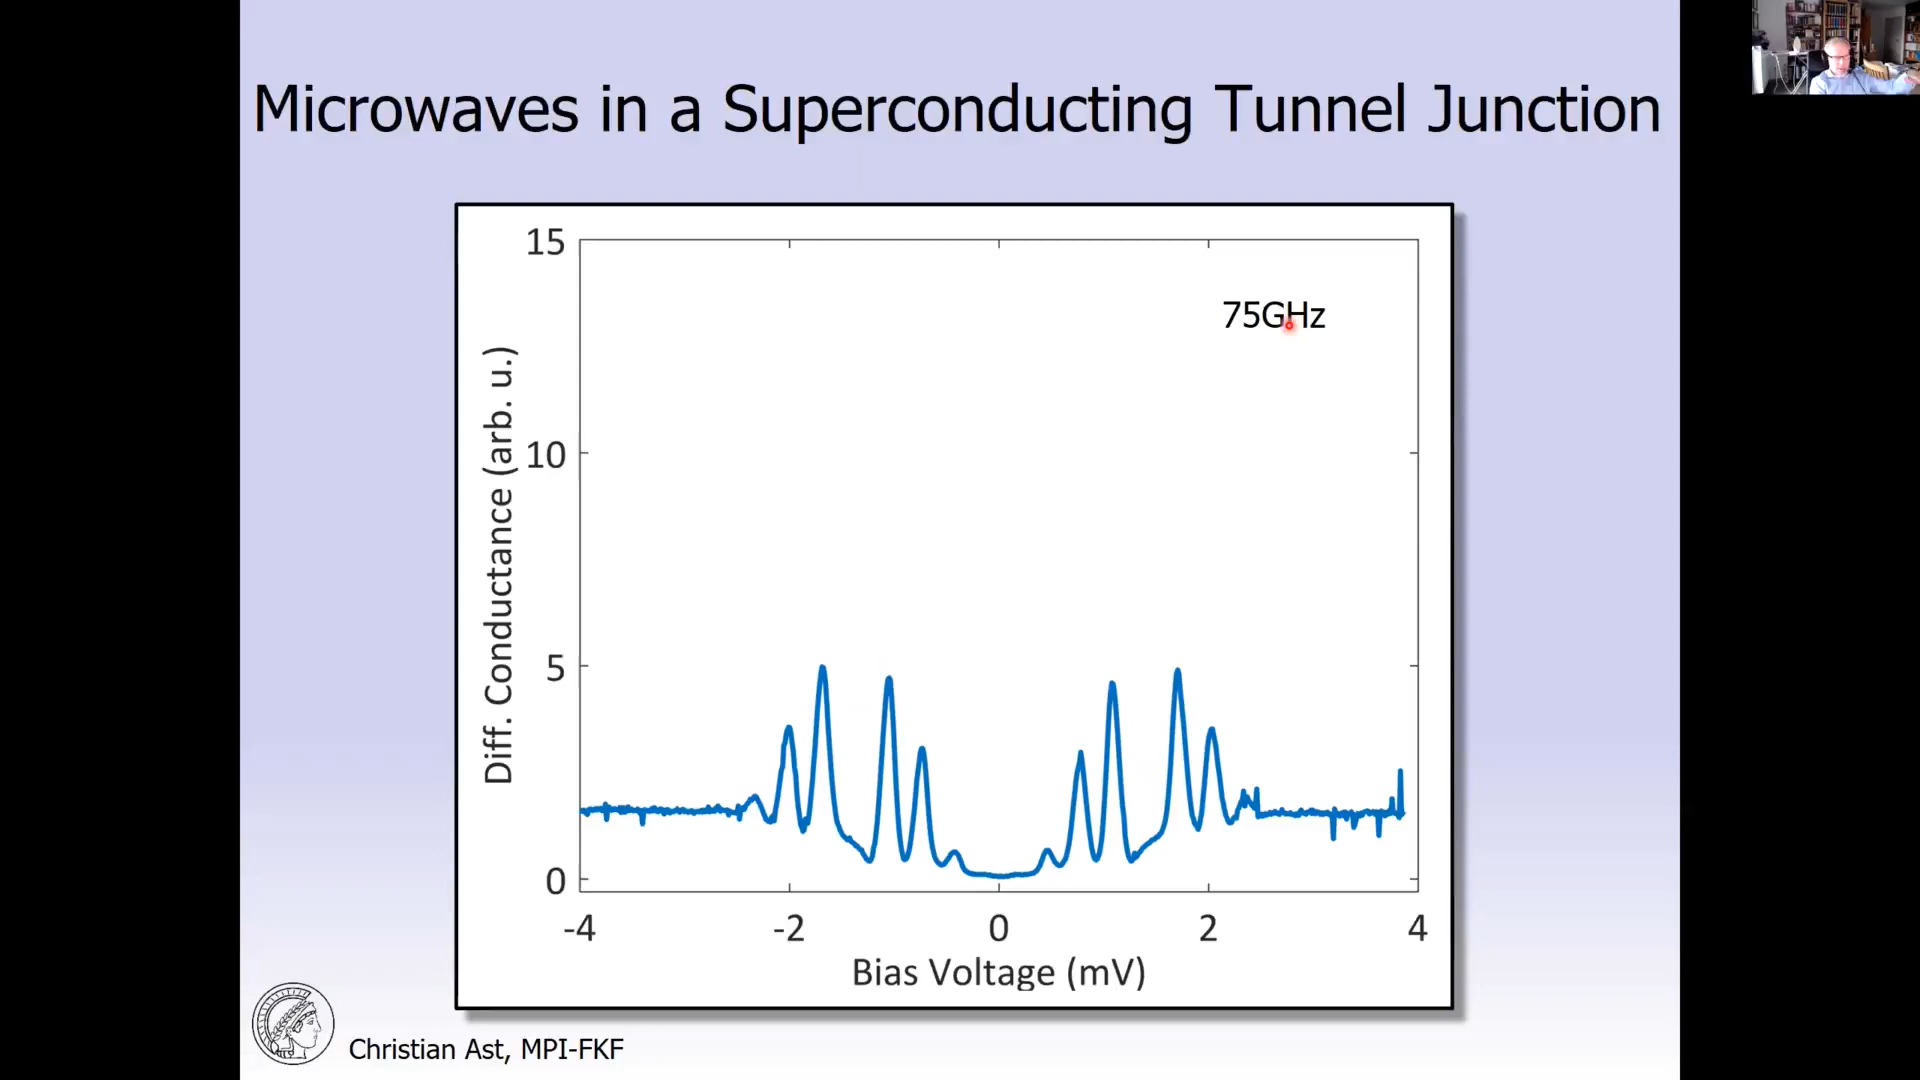 Microwaves in a Superconducting Tunnel Junction
15
75GHz
10
Diff. Conductance (arb. u.)
5
0
-4 -2 0 2 4
Bias Voltage (mV)
Christian Ast, MPI-FKF